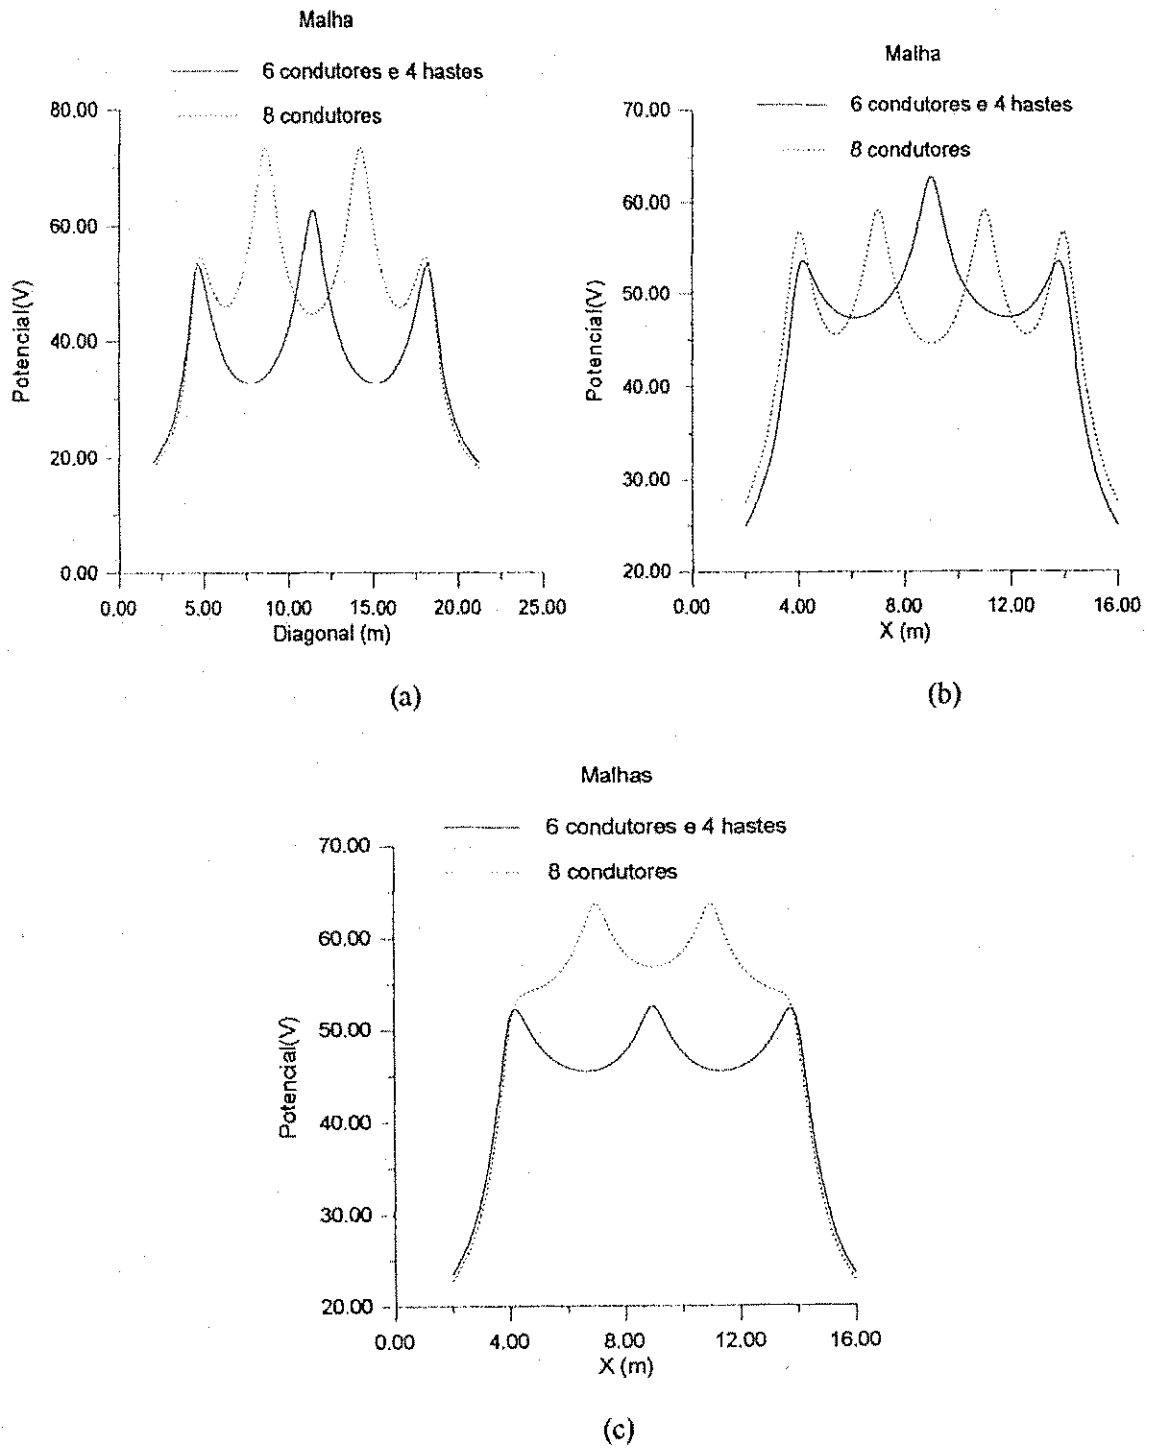 Malha
6 condutores e 4 hastes
8 condutores
80.00
60.00
40.00
20.00
0.00
Potencial(V)
0.00 5.00 10.00 15.00 20.00 25.00
Diagonal (m)
(a)
Malha
6 condutores e 4 hastes
8 condutores
70.00
60.00
50.00
40.00
30.00
20.00
Potencial(V)
0.00 4.00 8.00 12.00 16.00
X (m)
(b)
Malhas
6 condutores e 4 hastes
8 condutores
70.00
60.00
50.00
40.00
30.00
20.00
Potencial(V)
0.00 4.00 8.00 12.00 16.00
X (m)
(c)